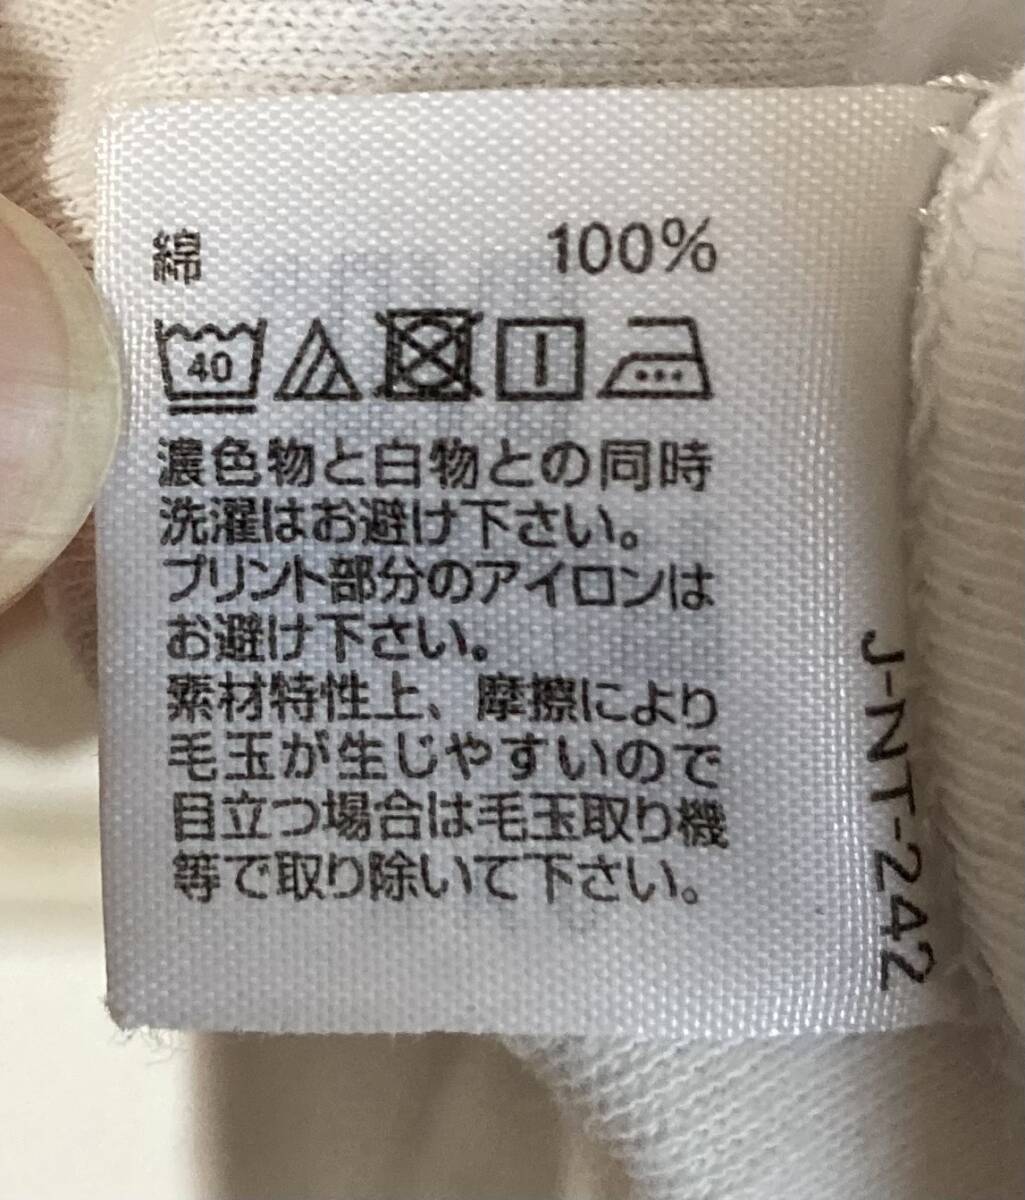 綿 100%
40
濃色物と白物との同時
洗濯はお避け下さい。
プリント部分のアイロンは
お避け下さい。
素材特性上、摩擦により
毛玉が生じやすいので
目立つ場合は毛玉取り機
等で取り除いて下さい。
J-NT-242